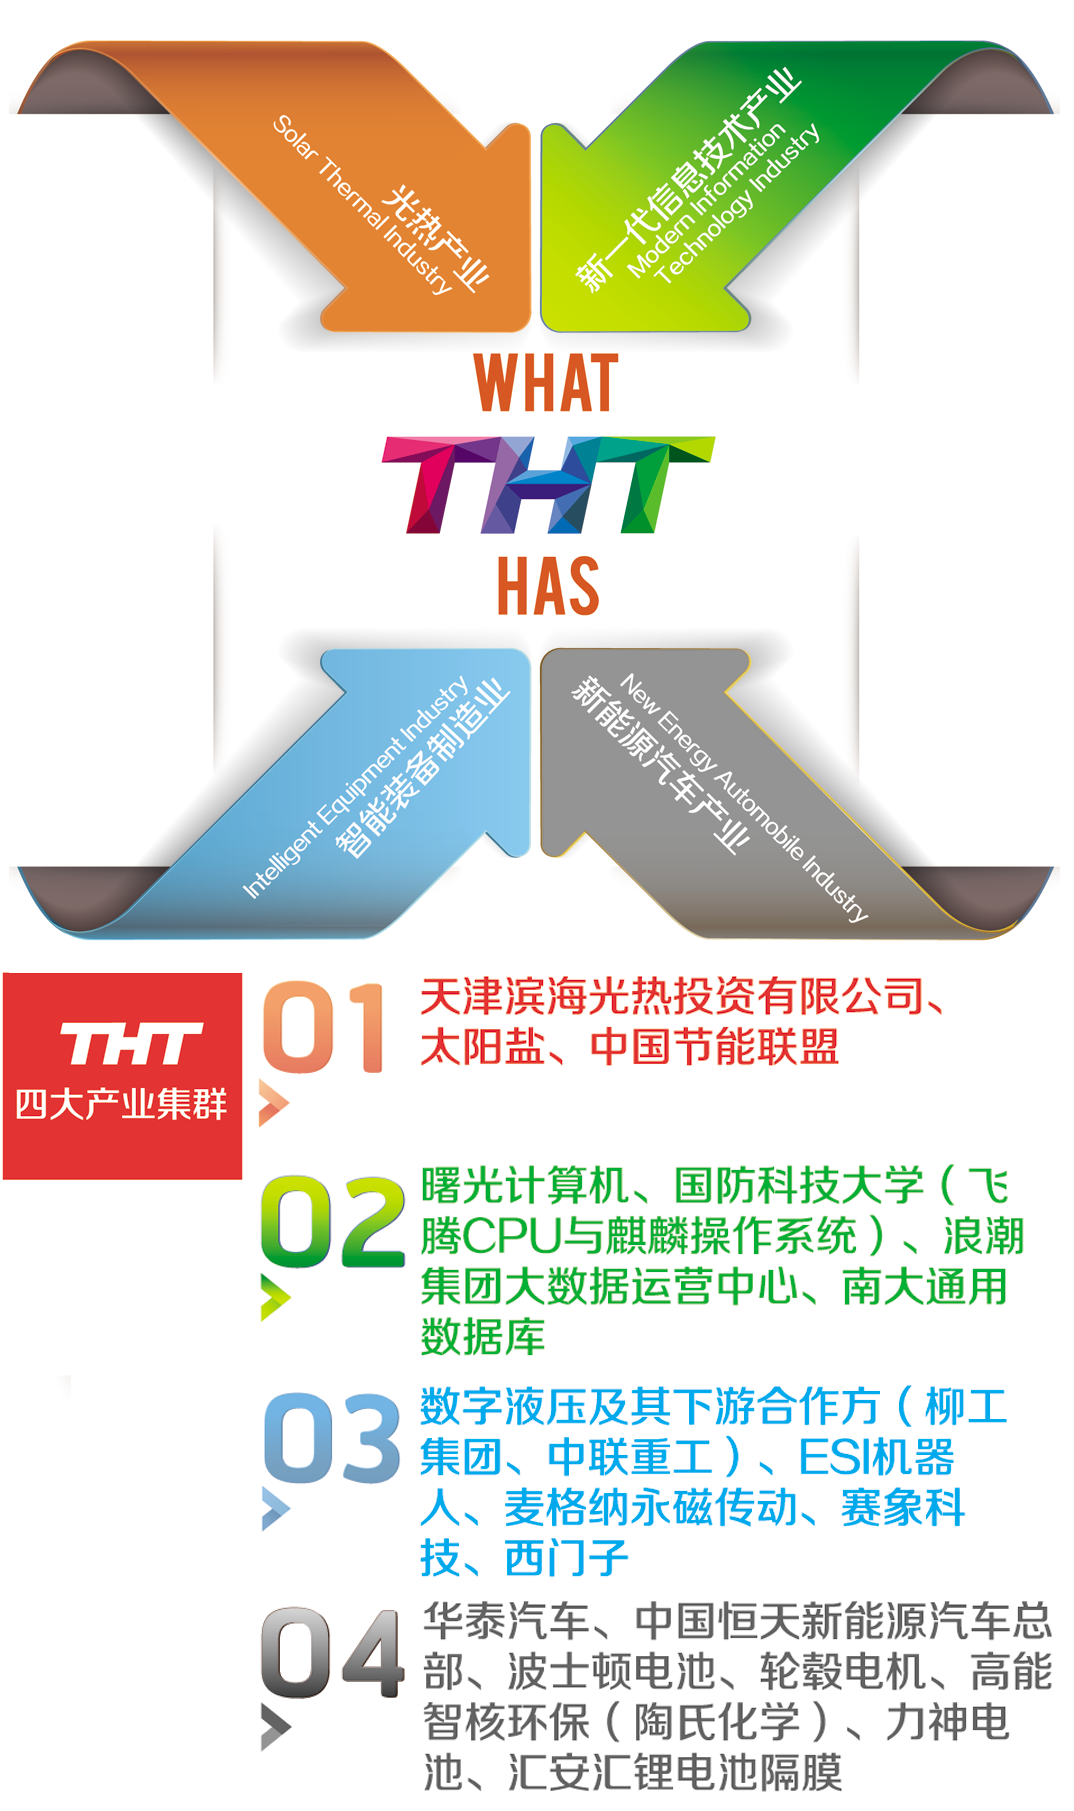 光热产业
Solar Thermal Industry
新一代信息技术产业
Modern Information
Technology Industry
WHAT
THT
HAS
Intelligent Equipment Industry
智能装备制造业
New Energy Automobile Industry
新能源汽车产业
THT
四大产业集群
01
天津滨海光热投资有限公司、
太阳盐、中国节能联盟
02
曙光计算机、国防科技大学（飞
腾CPU与麒麟操作系统）、浪潮
集团大数据运营中心、南大通用
数据库
03
数字液压及其下游合作方（柳工
集团、中联重工）、ESI机器
人、麦格纳永磁传动、赛象科
技、西门子
04
华泰汽车、中国恒天新能源汽车总
部、波士顿电池、轮毂电机、高能
智核环保（陶氏化学）、力神电
池、汇安汇锂电池隔膜